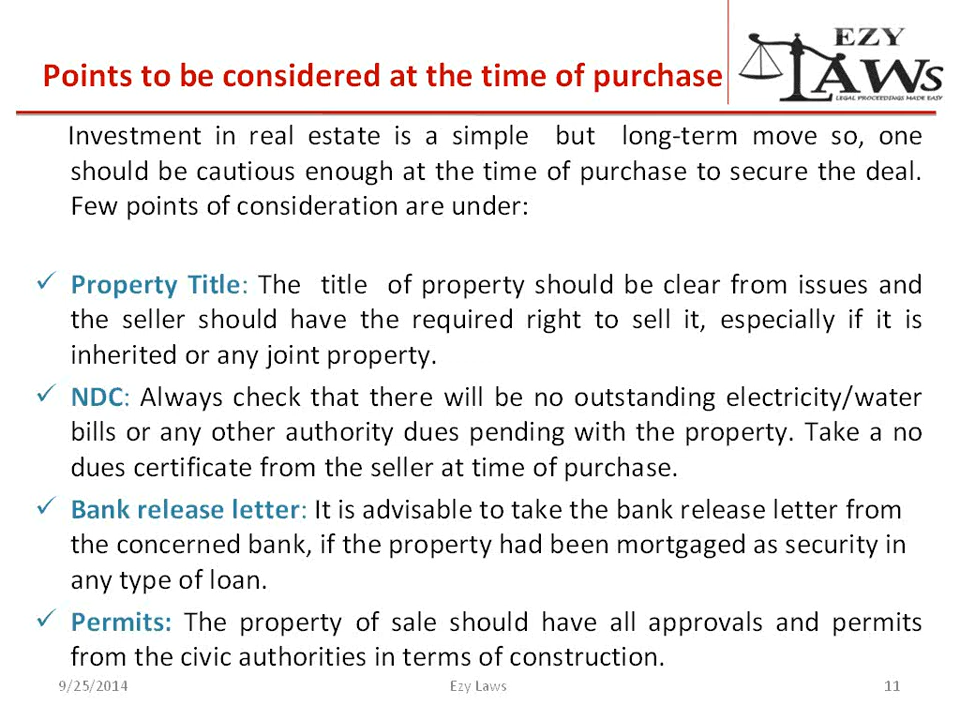 EZY
LAWs
LEGAL PROCEEDINGS MADE EASY
Points to be considered at the time of purchase
Investment in real estate is a simple but long-term move so, one
should be cautious enough at the time of purchase to secure the deal.
Few points of consideration are under:
✓ Property Title: The title of property should be clear from issues and
the seller should have the required right to sell it, especially if it is
inherited or any joint property.
✓ NDC: Always check that there will be no outstanding electricity/water
bills or any other authority dues pending with the property. Take a no
dues certificate from the seller at time of purchase.
✓ Bank release letter: It is advisable to take the bank release letter from
the concerned bank, if the property had been mortgaged as security in
any type of loan.
✓ Permits: The property of sale should have all approvals and permits
from the civic authorities in terms of construction.
9/25/2014 Ezy Laws 11